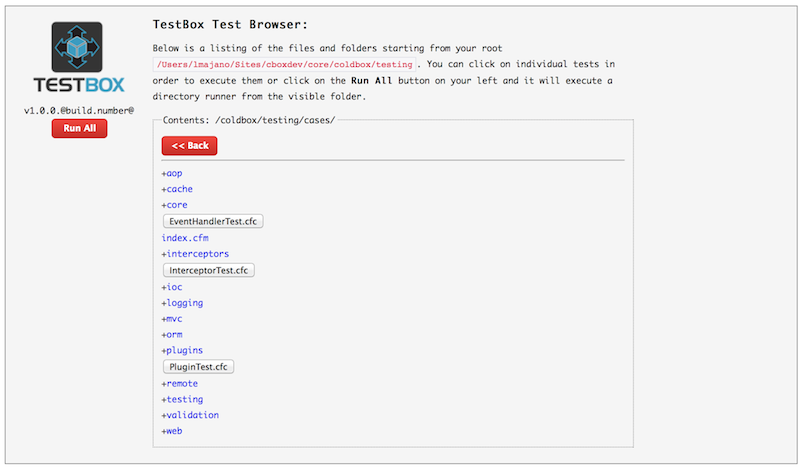 TESTBOX
v1.0.0.@build.number@
Run All
TestBox Test Browser:
Below is a listing of the files and folders starting from your root
/Users/lmajano/Sites/cboxdev/core/coldbox/testing. You can click on individual tests in
order to execute them or click on the Run All button on your left and it will execute a
directory runner from the visible folder.
Contents: /coldbox/testing/cases/
<< Back
+aop
+cache
+core
EventHandlerTest.cfc
index.cfm
+interceptors
InterceptorTest.cfc
+ioc
+logging
+mvc
+orm
+plugins
PluginTest.cfc
+remote
+testing
+validation
+web